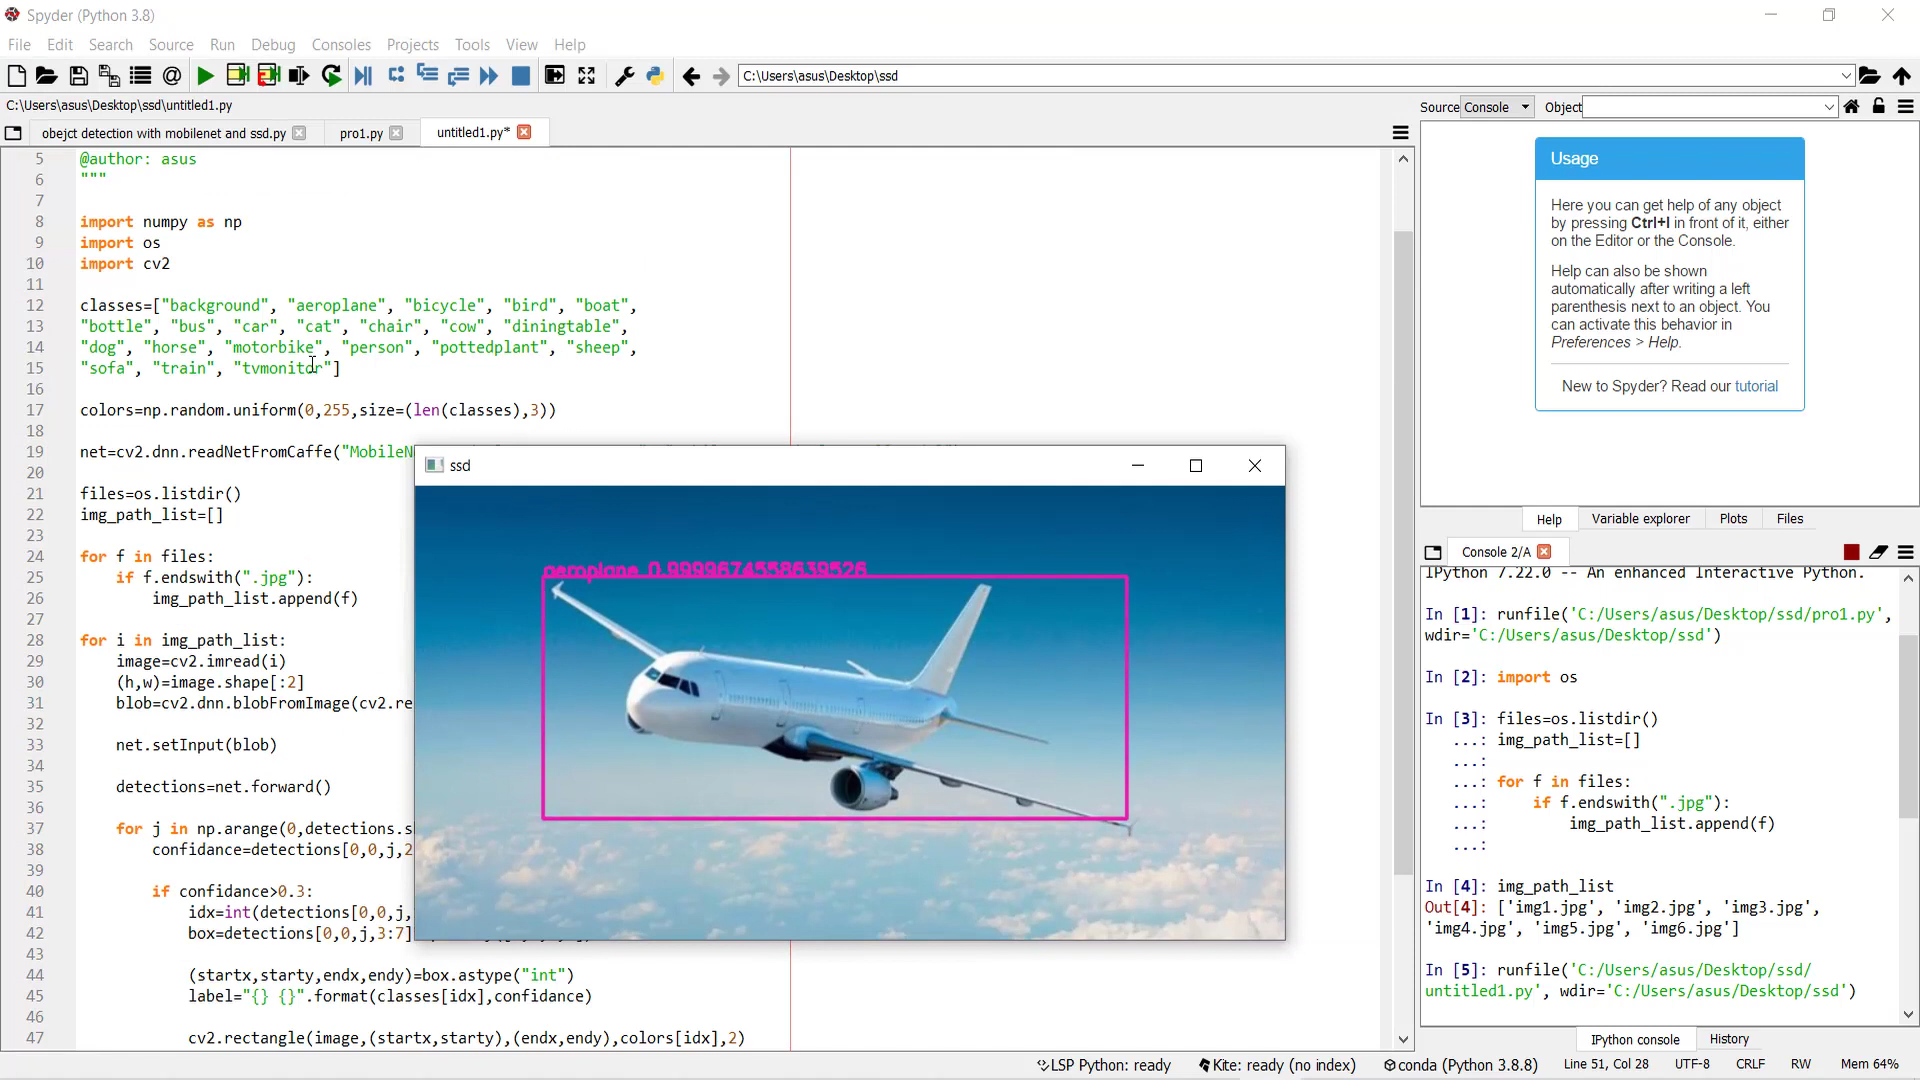 Spyder (Python 3.8)
File Edit Search Source Run Debug Consoles Projects Tools View Help
C:\Users\asus\Desktop\ssd
C:\Users\asus\Desktop\ssd\untitled1.py
obejct detection with mobilenet and ssd.py
pro1.py
untitled1.py*
5 @author: asus
6 """
7
8 import numpy as np
9 import os
10 import cv2
11
12 classes=["background", "aeroplane", "bicycle", "bird", "boat",
13 "bottle", "bus", "car", "cat", "chair", "cow", "diningtable",
14 "dog", "horse", "motorbike", "person", "pottedplant", "sheep",
15 "sofa", "train", "tvmonitor"]
16
17 colors=np.random.uniform(0,255,size=(len(classes),3))
18
19 net=cv2.dnn.readNetFromCaffe("MobileN
20
21 files=os.listdir()
22 img_path_list=[]
23
24 for f in files:
25 if f.endswith(".jpg"):
26 img_path_list.append(f)
27
28 for i in img_path_list:
29 image=cv2.imread(i)
30 (h,w)=image.shape[:2]
31 blob=cv2.dnn.blobFromImage(cv2.re
32
33 net.setInput(blob)
34
35 detections=net.forward()
36
37 for j in np.arange(0,detections.s
38 confidance=detections[0,0,j,2
39
40 if confidance>0.3:
41 idx=int(detections[0,0,j,
42 box=detections[0,0,j,3:7]
43
44 (startx,starty,endx,endy)=box.astype("int")
45 label="{} {}".format(classes[idx],confidance)
46
47 cv2.rectangle(image,(startx,starty),(endx,endy),colors[idx],2)
ssd
aeroplane 0.9999674558639526
Source Console Object
Usage
Here you can get help of any object
by pressing Ctrl+I in front of it, either
on the Editor or the Console.
Help can also be shown
automatically after writing a left
parenthesis next to an object. You
can activate this behavior in
Preferences > Help.
New to Spyder? Read our tutorial
Help Variable explorer Plots Files
Console 2/A
IPython 7.22.0 -- An enhanced Interactive Python.
In [1]: runfile('C:/Users/asus/Desktop/ssd/pro1.py',
wdir='C:/Users/asus/Desktop/ssd')
In [2]: import os
In [3]: files=os.listdir()
...: img_path_list=[]
...:
...: for f in files:
...: if f.endswith(".jpg"):
...: img_path_list.append(f)
...:
In [4]: img_path_list
Out[4]: ['img1.jpg', 'img2.jpg', 'img3.jpg',
'img4.jpg', 'img5.jpg', 'img6.jpg']
In [5]: runfile('C:/Users/asus/Desktop/ssd/
untitled1.py', wdir='C:/Users/asus/Desktop/ssd')
IPython console History
LSP Python: ready Kite: ready (no index) conda (Python 3.8.8) Line 51, Col 28 UTF-8 CRLF RW Mem 64%